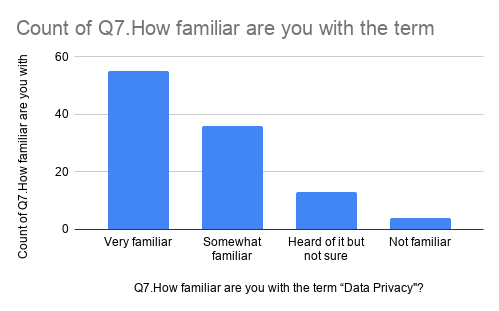 Count of Q7.How familiar are you with the term
Count of Q7.How familiar are you with
60
40
20
0
Very familiar
Somewhat
familiar
Heard of it but
not sure
Not familiar
Q7.How familiar are you with the term “Data Privacy"?